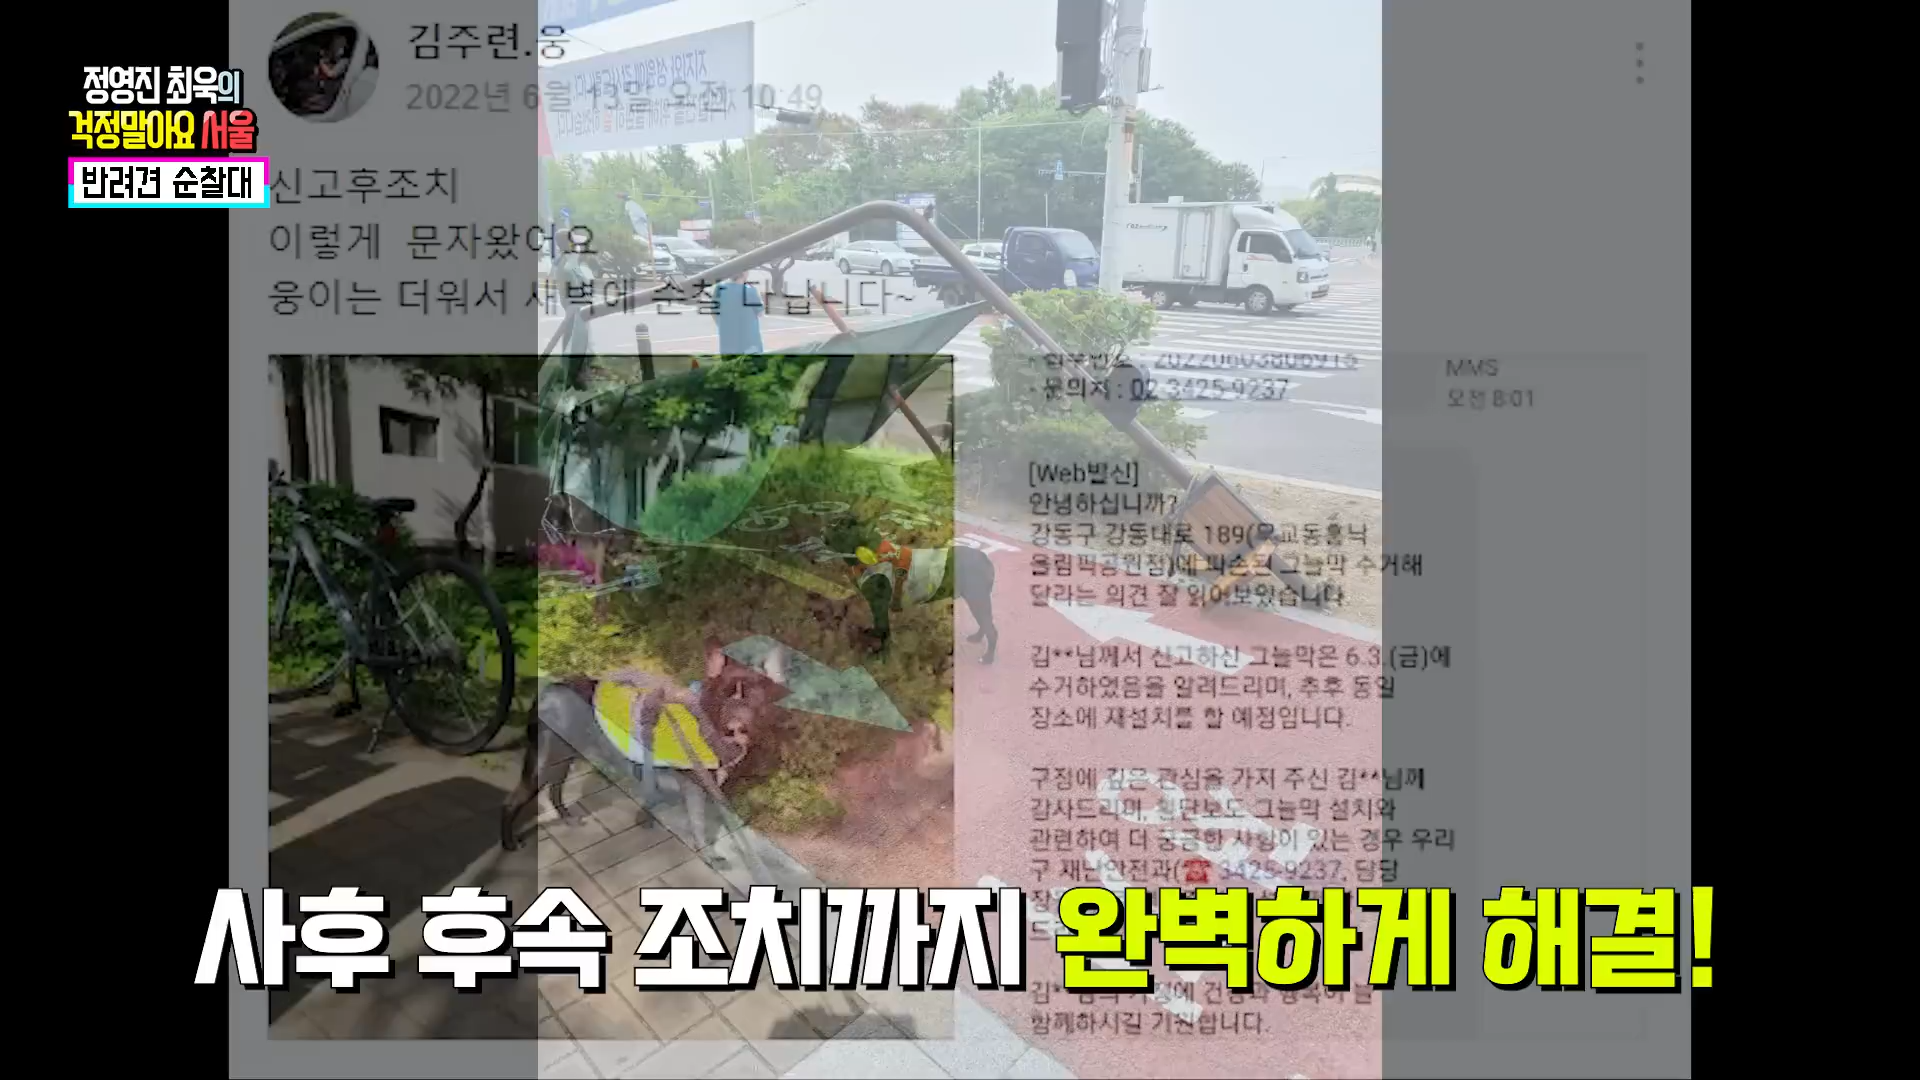 정영진 최욱의
걱정말아요 서울
반려견 순찰대
김주련.웅
2022년 6월 13일 오전 10:49
신고후조치
이렇게 문자왔어요
웅이는 더워서 새벽에 순찰 다닙니다~
MMS
오전 8:01
문의처 : 02-3425-9237
[Web발신]
안녕하십니까?
강동구 강동대로 189(
올림픽공원점)에 파손된 그늘막 수거해
달라는 의견 잘 읽어보았습니다.
김**님께서 신고하신 그늘막은 6.3.(금)에
수거하였음을 알려드리며, 추후 동일
장소에 재설치를 할 예정입니다.
구정에 깊은 관심을 가져 주신 김**님께
감사드리며, 횡단보도 그늘막 설치와
관련하여 더 궁금한 사항이 있는 경우 우리
구 재난안전과(☎ 3425-9237, 담당
함께하시길 기원합니다.
사후 후속 조치까지 완벽하게 해결!